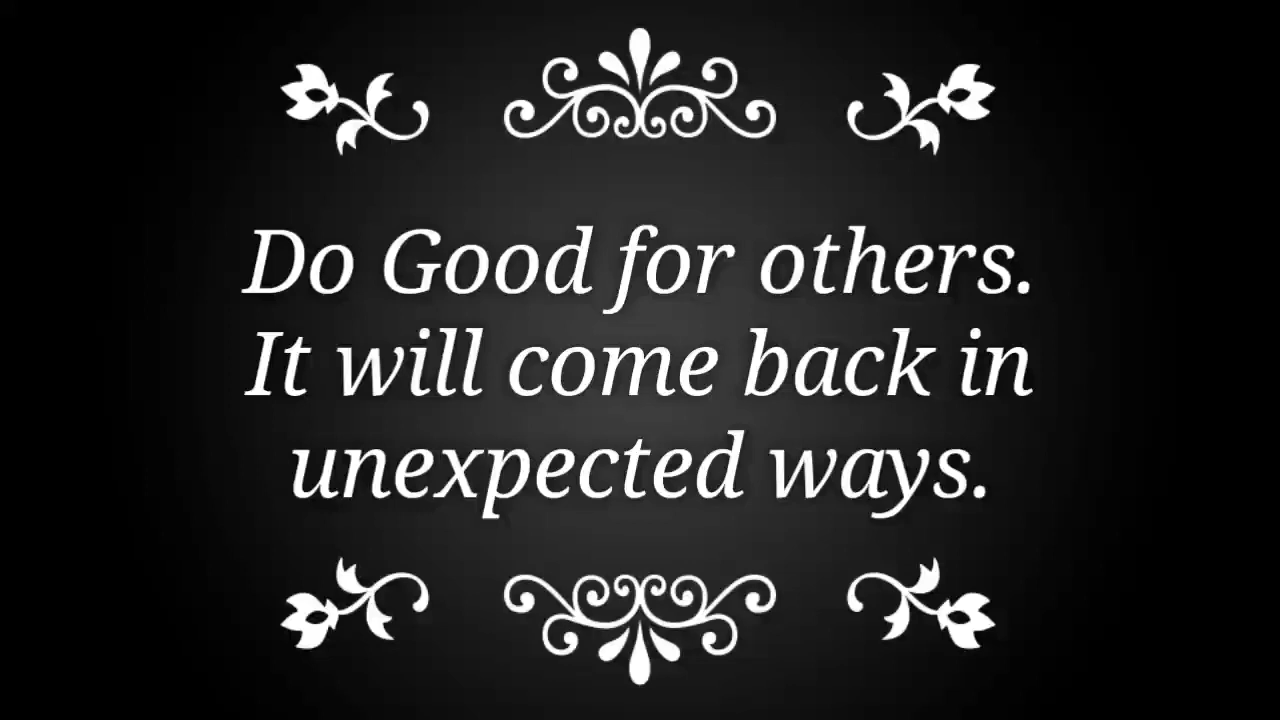 Do Good for others.
It will come back in
unexpected ways.